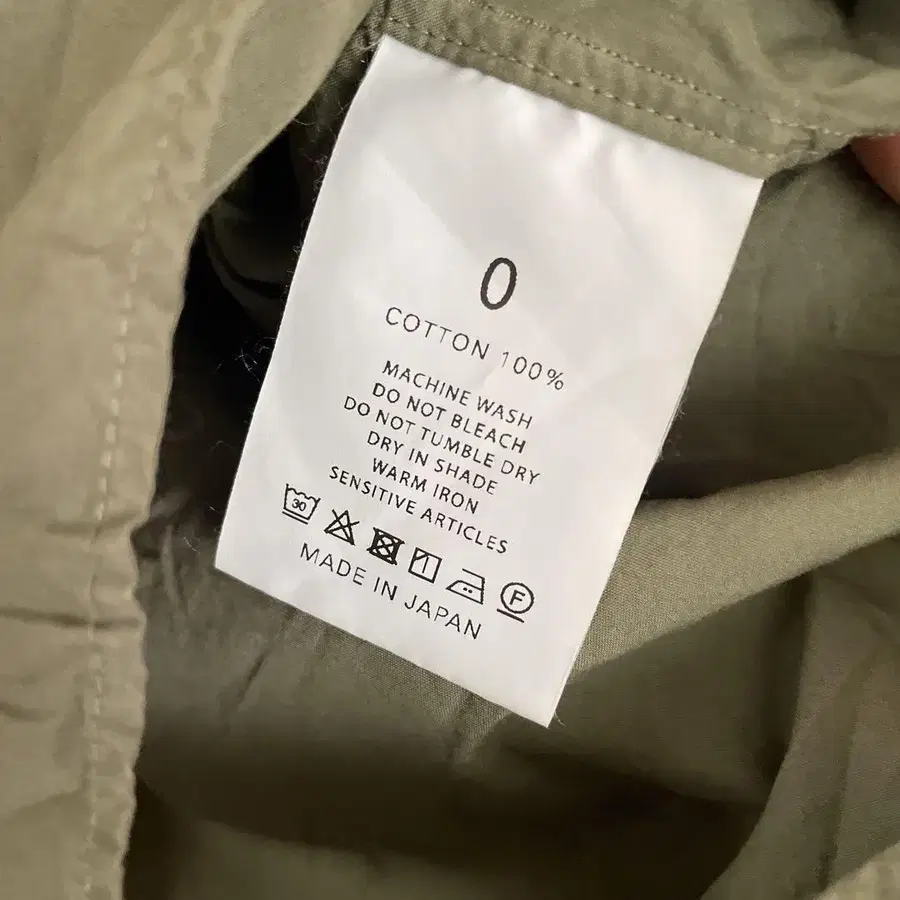 0
COTTON 100%
MACHINE WASH
DO NOT BLEACH
DO NOT TUMBLE DRY
DRY IN SHADE
WARM IRON
SENSITIVE ARTICLES
30 F
MADE IN JAPAN